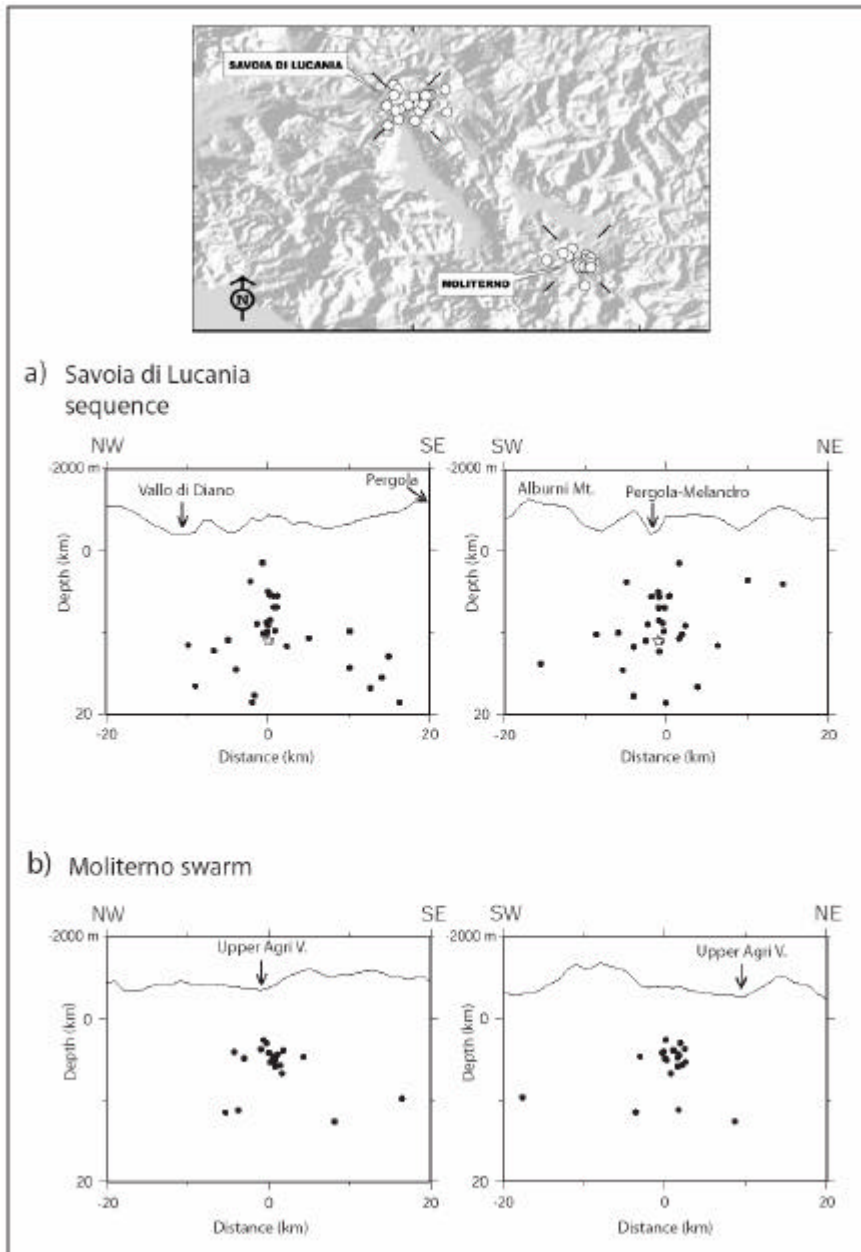 SAVOIA DI LUCANIA
MOLITERNO
N
a) Savoia di Lucania
sequence
NW SE
-2000 m
Vallo di Diano
Pergola
0
Depth (km)
20
-20 0 20
Distance (km)
SW NE
-2000 m
Alburni Mt.
Pergola-Melandro
0
Depth (km)
20
-20 0 20
Distance (km)
b) Moliterno swarm
NW SE
-2000 m
Upper Agri V.
0
Depth (km)
20
-20 0 20
Distance (km)
SW NE
-2000 m
Upper Agri V.
0
Depth (km)
20
-20 0 20
Distance (km)